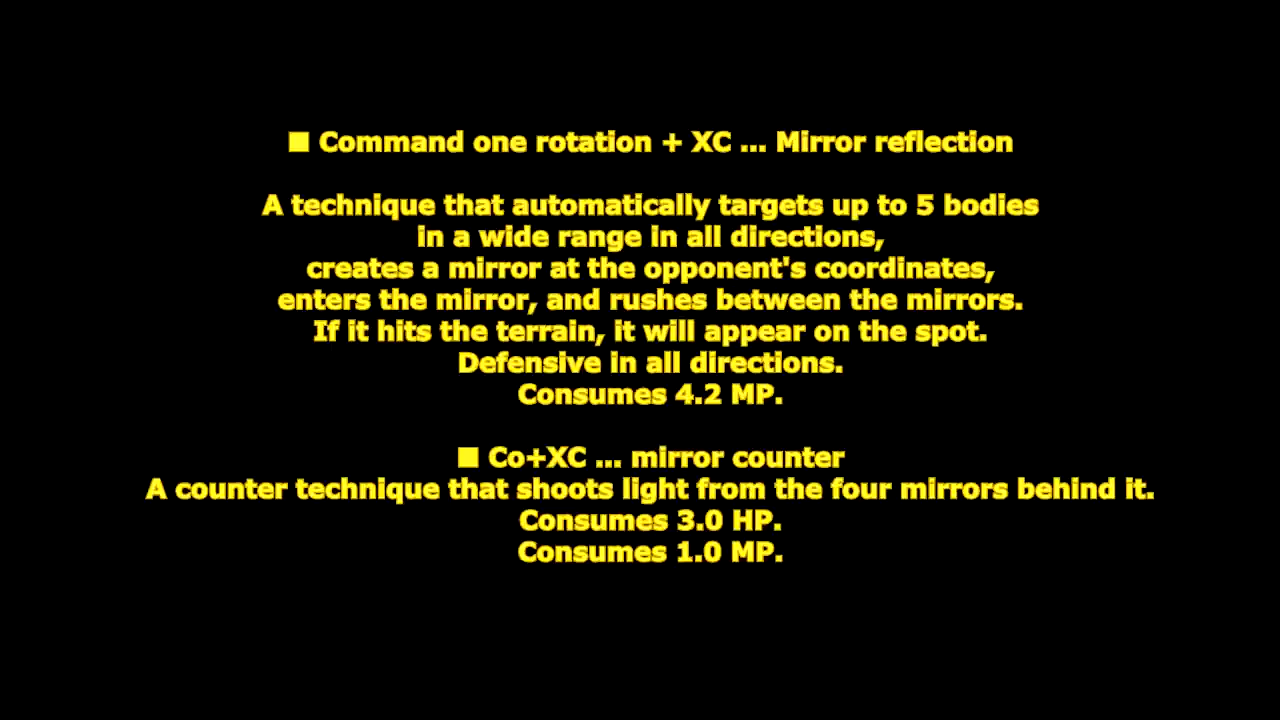 ■ Command one rotation + XC ... Mirror reflection
A technique that automatically targets up to 5 bodies
in a wide range in all directions,
creates a mirror at the opponent's coordinates,
enters the mirror, and rushes between the mirrors.
If it hits the terrain, it will appear on the spot.
Defensive in all directions.
Consumes 4.2 MP.
■ Co+XC ... mirror counter
A counter technique that shoots light from the four mirrors behind it.
Consumes 3.0 HP.
Consumes 1.0 MP.